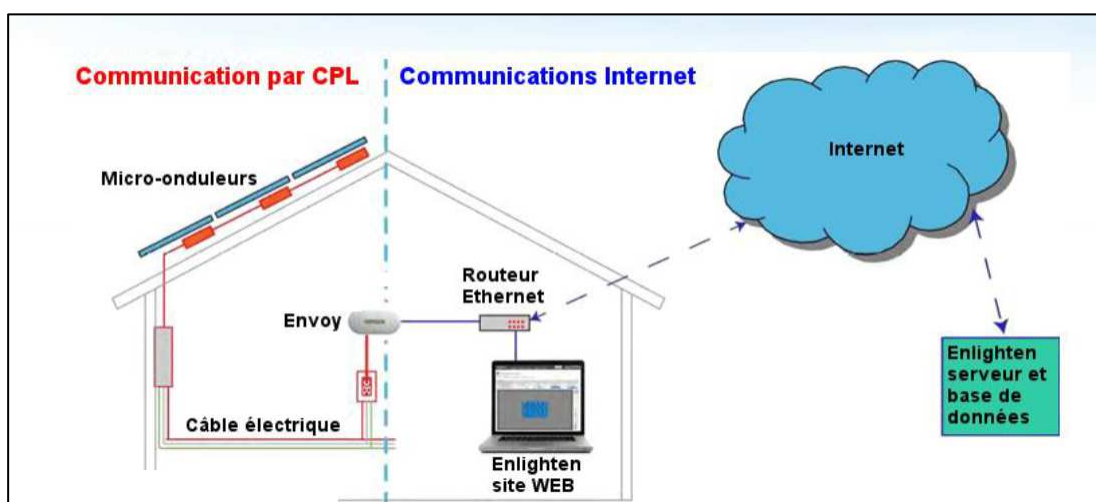 Communication par CPL
Communications Internet
Micro-onduleurs
Internet
Routeur
Ethernet
Envoy
Enlighten
serveur et
base de
données
Câble électrique
Enlighten
site WEB